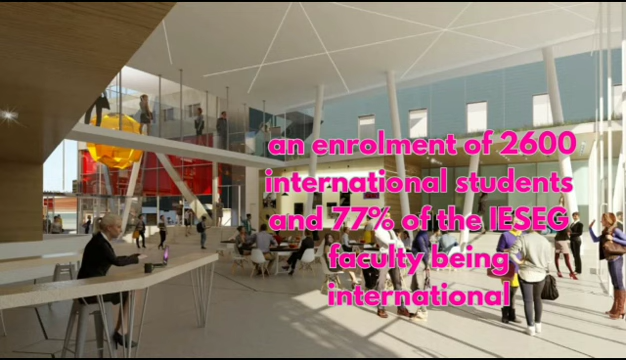 an enrolment of 2600
international students
and 77% of the IESEG
faculty being
international